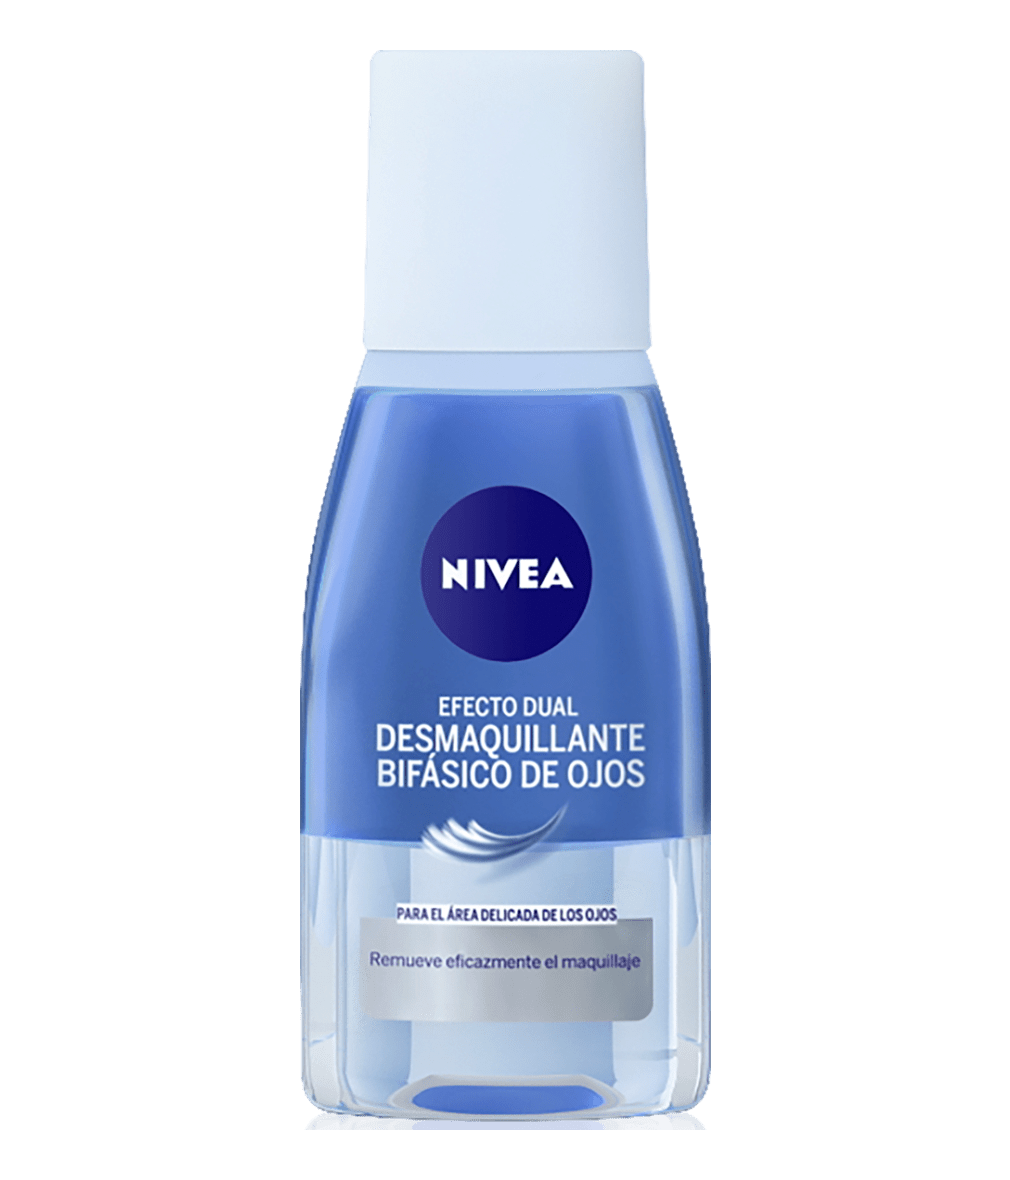 NIVEA
EFECTO DUAL
DESMAQUILLANTE
BIFÁSICO DE OJOS
PARA EL ÁREA DELICADA DE LOS OJOS
Remueve eficazmente el maquillaje